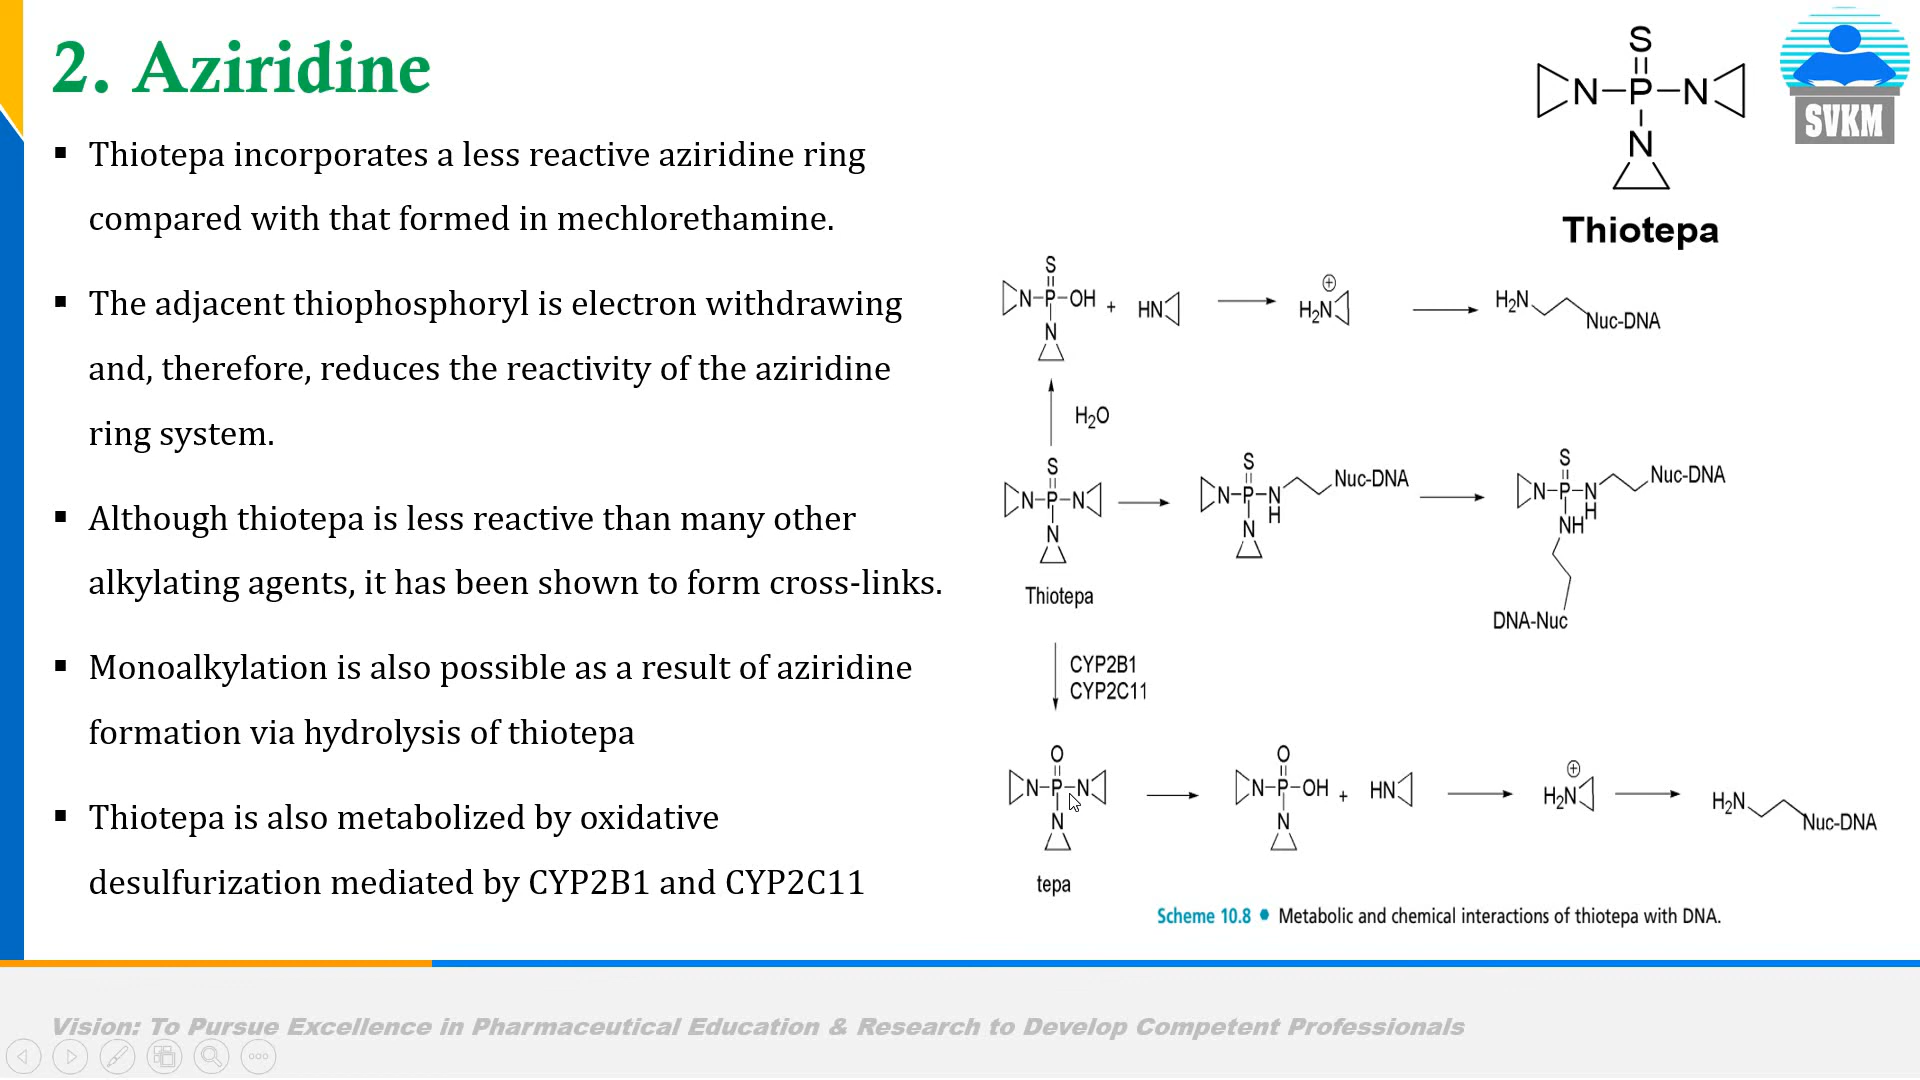 2. Aziridine
▪ Thiotepa incorporates a less reactive aziridine ring
compared with that formed in mechlorethamine.
▪ The adjacent thiophosphoryl is electron withdrawing
and, therefore, reduces the reactivity of the aziridine
ring system.
▪ Although thiotepa is less reactive than many other
alkylating agents, it has been shown to form cross-links.
▪ Monoalkylation is also possible as a result of aziridine
formation via hydrolysis of thiotepa
▪ Thiotepa is also metabolized by oxidative
desulfurization mediated by CYP2B1 and CYP2C11
S
N–P–N
N
Thiotepa
SVKM
S
N–P–OH + HN
N
⊕
H₂N
H₂N
Nuc-DNA
H₂O
S
N–P–N
N
Thiotepa
S
N–P–N
H
N
Nuc-DNA
S
N–P–N
H
NH
Nuc-DNA
DNA-Nuc
CYP2B1
CYP2C11
O
N–P–N
N
tepa
O
N–P–OH + HN
N
⊕
H₂N
H₂N
Nuc-DNA
Scheme 10.8 • Metabolic and chemical interactions of thiotepa with DNA.
Vision: To Pursue Excellence in Pharmaceutical Education & Research to Develop Competent Professionals